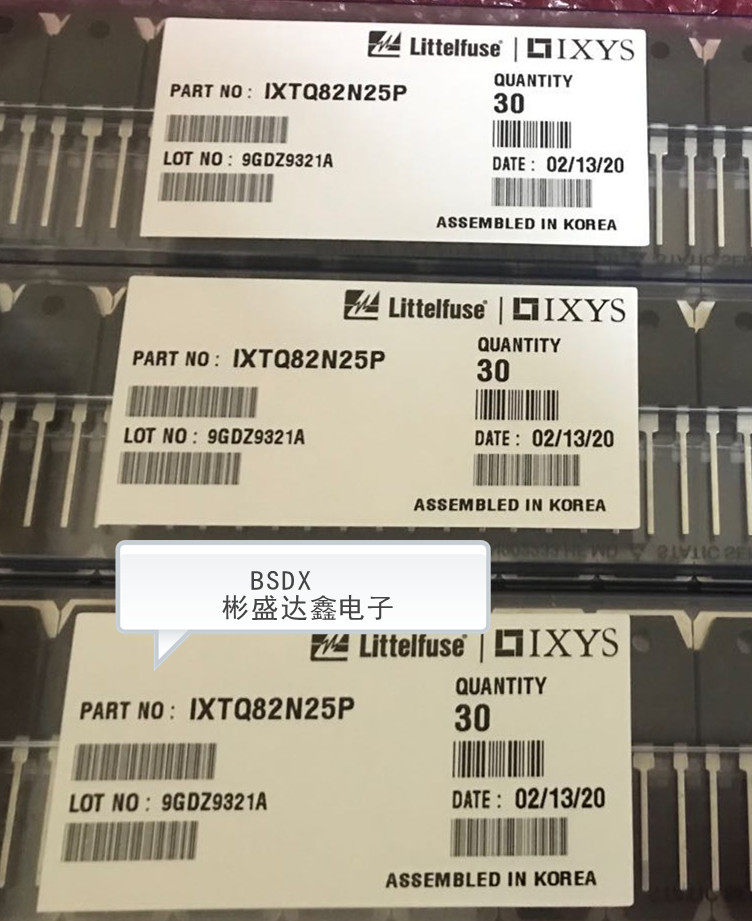 Littelfuse | IXYS
PART NO : IXTQ82N25P
QUANTITY
30
LOT NO : 9GDZ9321A
DATE : 02/13/20
ASSEMBLED IN KOREA
Littelfuse | IXYS
PART NO : IXTQ82N25P
QUANTITY
30
LOT NO : 9GDZ9321A
DATE : 02/13/20
ASSEMBLED IN KOREA
BSDX
彬盛达鑫电子
Littelfuse | IXYS
PART NO : IXTQ82N25P
QUANTITY
30
LOT NO : 9GDZ9321A
DATE : 02/13/20
ASSEMBLED IN KOREA